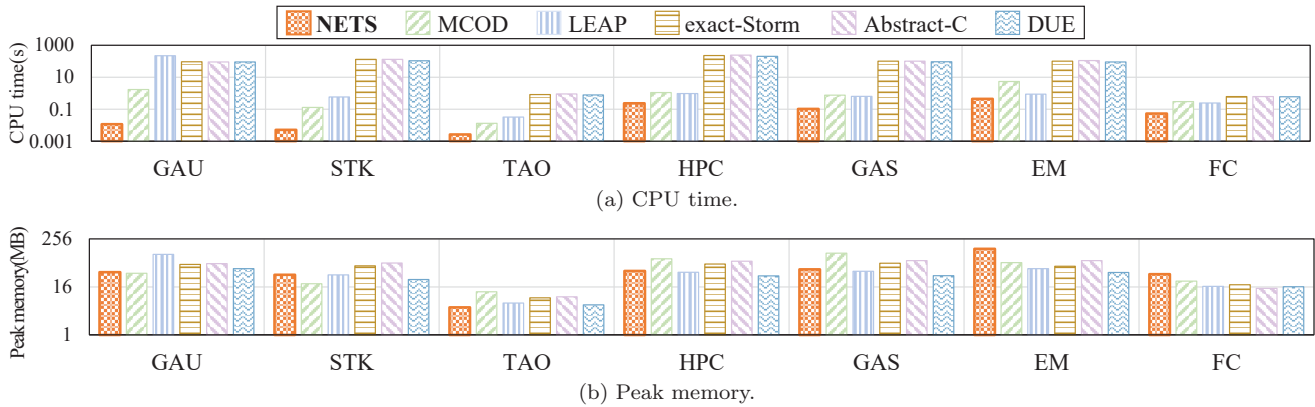 NETS MCOD LEAP exact-Storm Abstract-C DUE
CPU time(s)
1000
10
0.1
0.001
GAU STK TAO HPC GAS EM FC
(a) CPU time.
Peak memory(MB)
256
16
1
GAU STK TAO HPC GAS EM FC
(b) Peak memory.